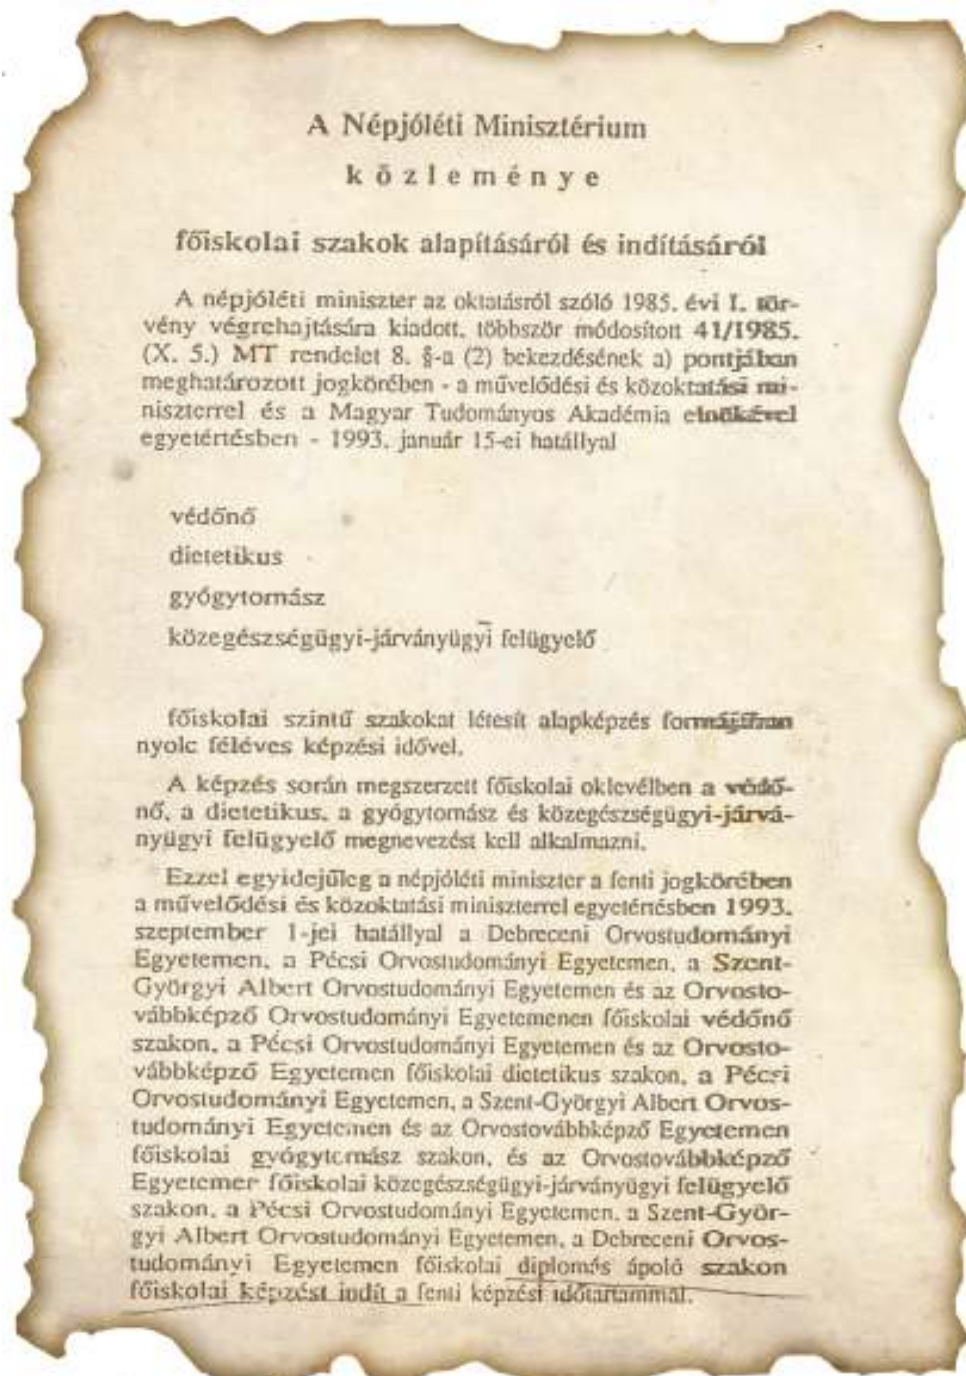 A Népjóléti Minisztérium
közleménye
főiskolai szakok alapításáról és indításáról
A népjóléti miniszter az oktatásról szóló 1985. évi I. tör-
vény végrehajtására kiadott, többször módosított 41/1985.
(X. 5.) MT rendelet 8. §-a (2) bekezdésének a) pontjában
meghatározott jogkörében - a művelődési és közoktatási mi-
niszterrel és a Magyar Tudományos Akadémia elnökével
egyetértésben - 1993. január 15-ei hatállyal
védőnő
dietetikus
gyógytornász
közegészségügyi-járványügyi felügyelő
főiskolai szintű szakokat létesít alapképzés formájában
nyolc féléves képzési idővel.
A képzés során megszerzett főiskolai oklevélben a védő-
nő, a dietetikus, a gyógytornász és közegészségügyi-járvá-
nyügyi felügyelő megnevezést kell alkalmazni.
Ezzel egyidejűleg a népjóléti miniszter a fenti jogkörében
a művelődési és közoktatási miniszterrel egyetértésben 1993.
szeptember 1-jei hatállyal a Debreceni Orvostudományi
Egyetemen, a Pécsi Orvostudományi Egyetemen, a Szent-
Györgyi Albert Orvostudományi Egyetemen és az Orvosto-
vábbképző Orvostudományi Egyetemenen főiskolai védőnő
szakon, a Pécsi Orvostudományi Egyetemen és az Orvosto-
vábbképző Egyetemen főiskolai dietetikus szakon, a Pécsi
Orvostudományi Egyetemen, a Szent-Györgyi Albert Orvos-
tudományi Egyetemen és az Orvostovábbképző Egyetemen
főiskolai gyógytornász szakon, és az Orvostovábbképző
Egyetemer főiskolai közegészségügyi-járványügyi felügyelő
szakon, a Pécsi Orvostudományi Egyetemen, a Szent-Györ-
gyi Albert Orvostudományi Egyetemen, a Debreceni Orvos-
tudományi Egyetemen főiskolai diplomás ápoló szakon
főiskolai képzést indít a fenti képzési időtartammal.